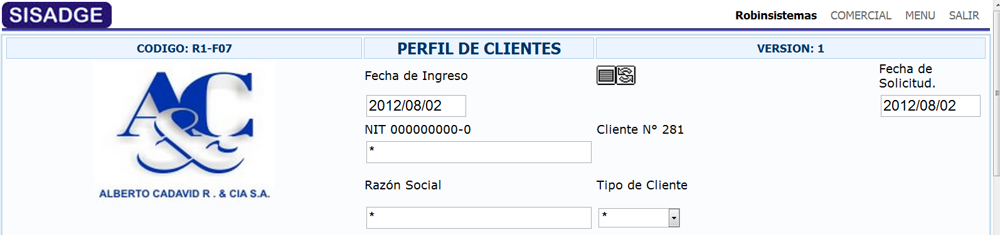 SISADGE
Robinsistemas COMERCIAL MENU SALIR
CODIGO: R1-F07 PERFIL DE CLIENTES VERSION: 1
A&C
ALBERTO CADAVID R . & CIA S.A.
Fecha de Ingreso
Fecha de
Solicitud.
2012/08/02
2012/08/02
NIT 000000000-0 Cliente N° 281
*
Razón Social Tipo de Cliente
* *